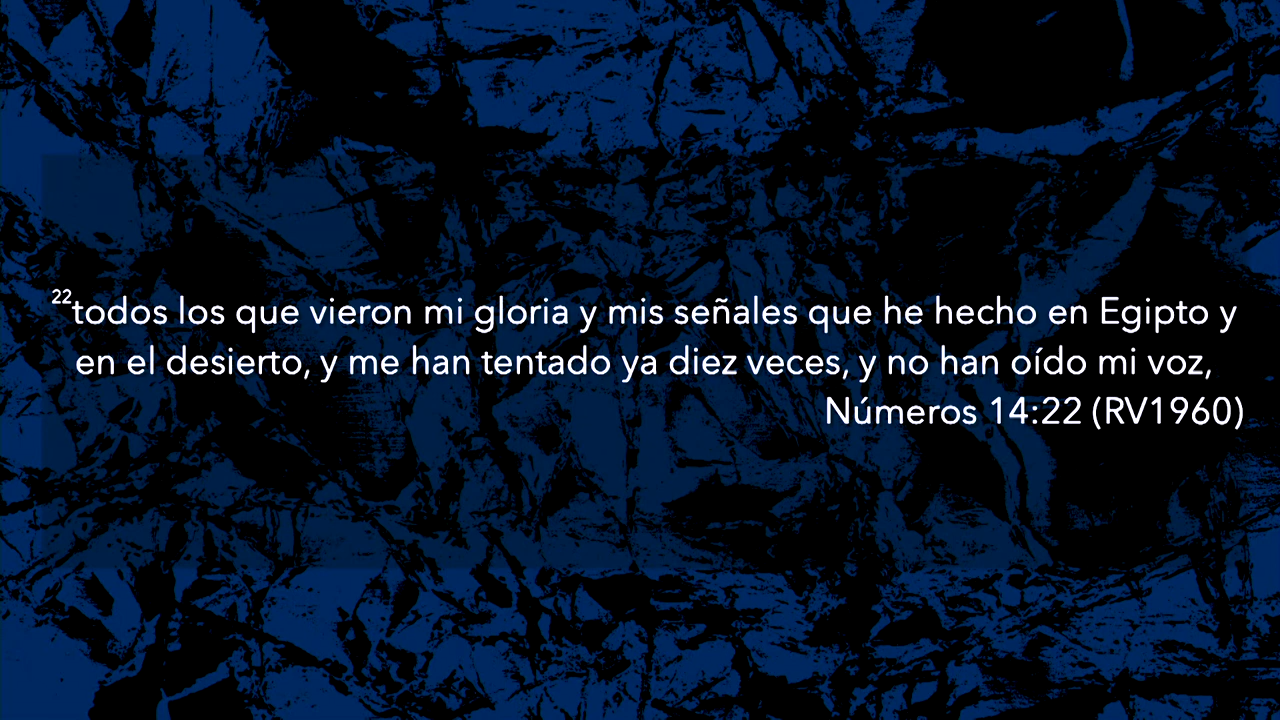 22todos los que vieron mi gloria y mis señales que he hecho en Egipto y
en el desierto, y me han tentado ya diez veces, y no han oído mi voz,
Números 14:22 (RV1960)